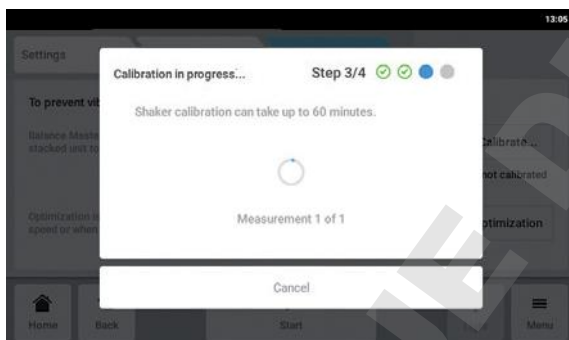 13:05
Settings
Calibration in progress...
Step 3/4
To prevent vib
Shaker calibration can take up to 60 minutes.
Balance Maste
stacked unit to
Calibrate...
not calibrated
Measurement 1 of 1
Optimization is
speed or when
ptimization
Cancel
Home
Back
Start
Menu